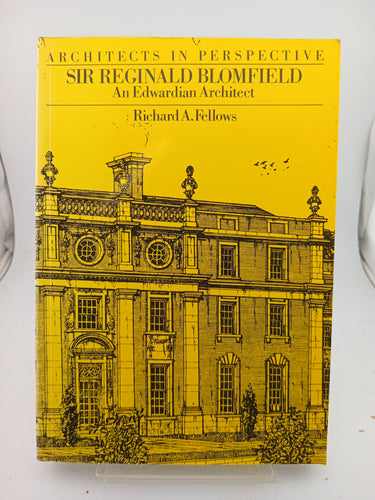 ARCHITECTS IN PERSPECTIVE
SIR REGINALD BLOMFIELD
An Edwardian Architect
Richard A. Fellows